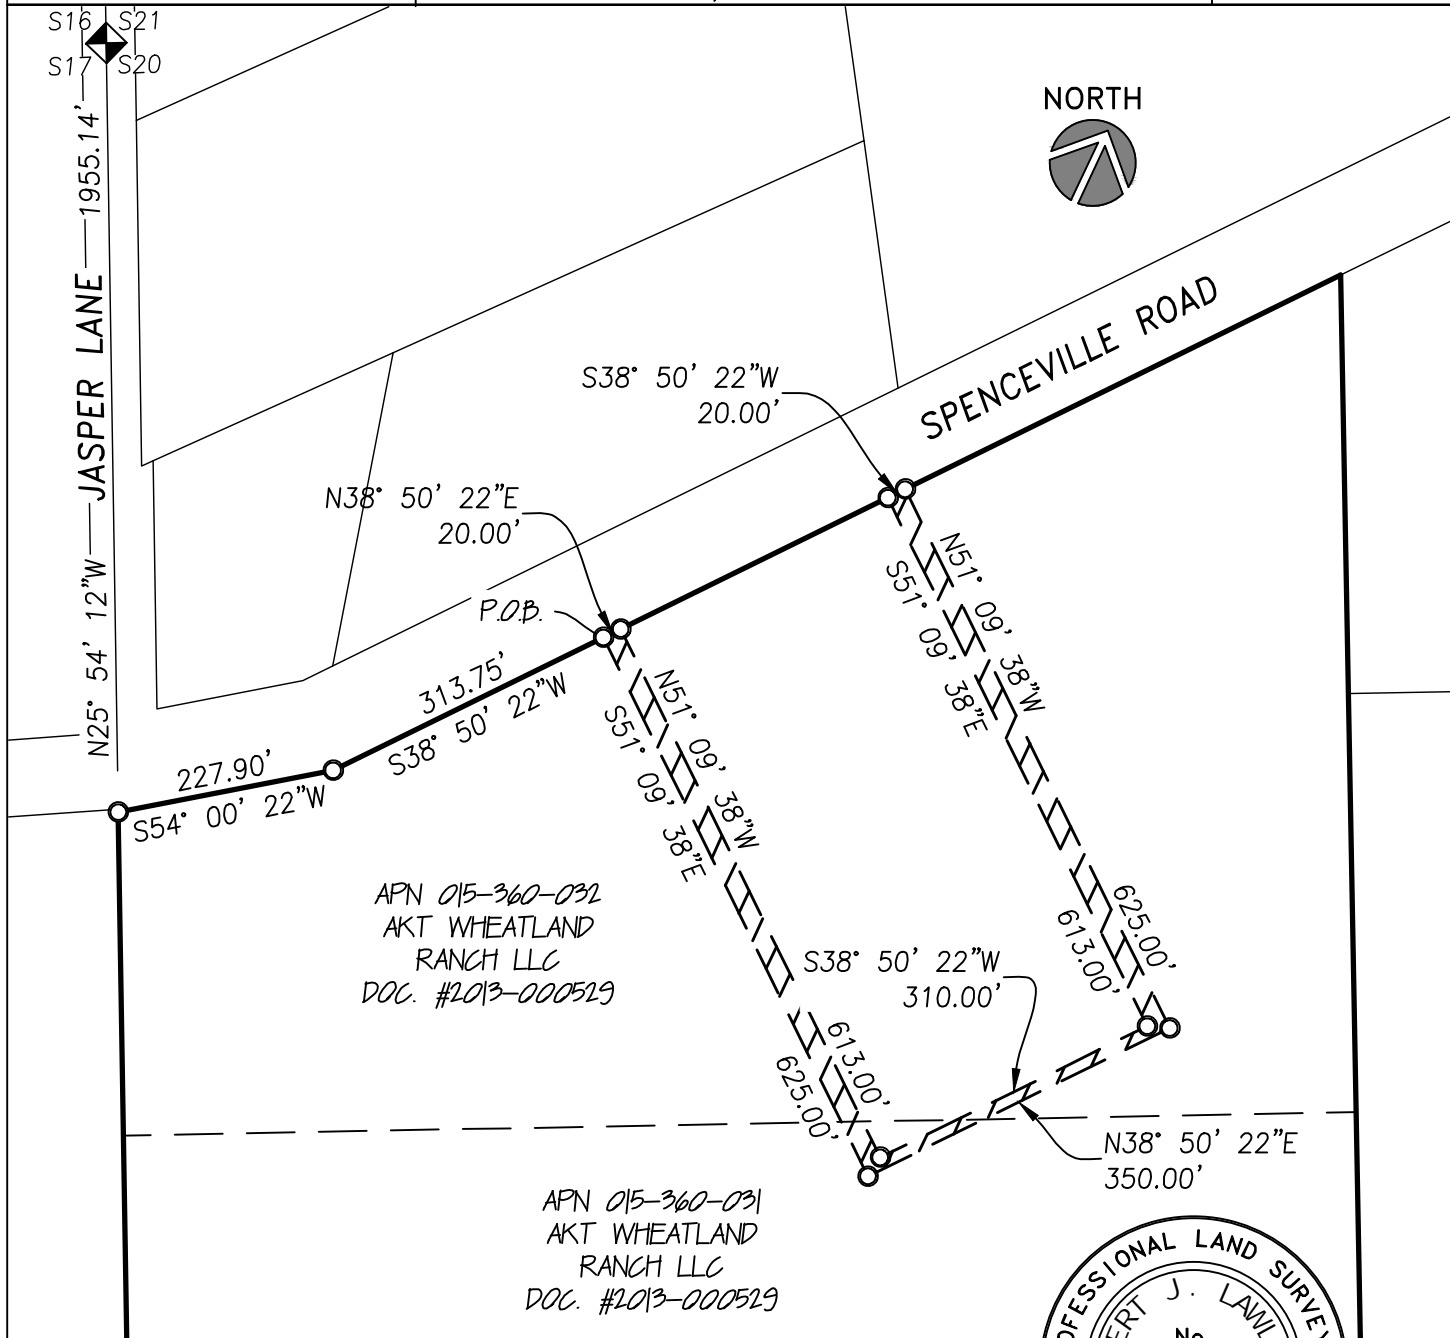 S16 S21
S17 S20
NORTH
N25° 54' 12"W JASPER LANE 1955.14'
SPENCEVILLE ROAD
S38° 50' 22"W
20.00'
N38° 50' 22"E
20.00'
P.O.B.
313.75'
S38° 50' 22"W
227.90'
S54° 00' 22"W
N51° 09' 38"W
S51° 09' 38"E
N51° 09' 38"W
S51° 09' 38"E
APN 015-360-032
AKT WHEATLAND
RANCH LLC
DOC. #2013-000529
625.00'
613.00'
S38° 50' 22"W
310.00'
613.00'
625.00'
N38° 50' 22"E
350.00'
APN 015-360-031
AKT WHEATLAND
RANCH LLC
DOC. #2013-000529
OFESSIONAL LAND SURVEY
ERT J. LAWL
No